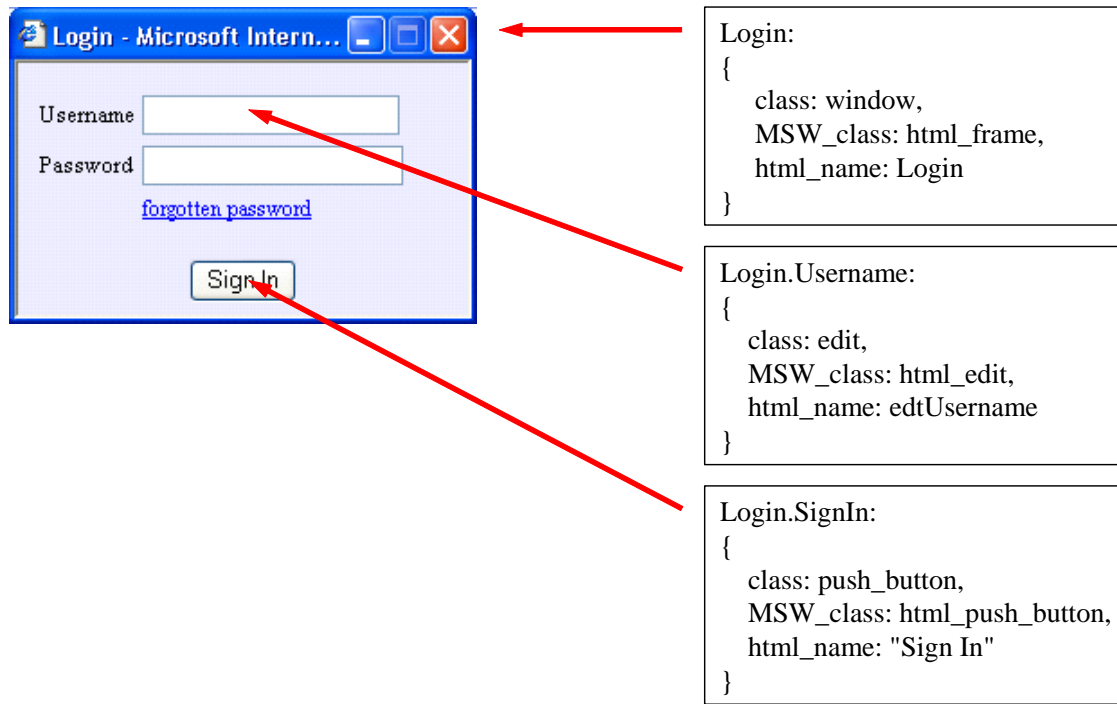 Login - Microsoft Intern...
Username
Password
forgotten password
Sign In
Login:
{
class: window,
MSW_class: html_frame,
html_name: Login
}
Login.Username:
{
class: edit,
MSW_class: html_edit,
html_name: edtUsername
}
Login.SignIn:
{
class: push_button,
MSW_class: html_push_button,
html_name: "Sign In"
}